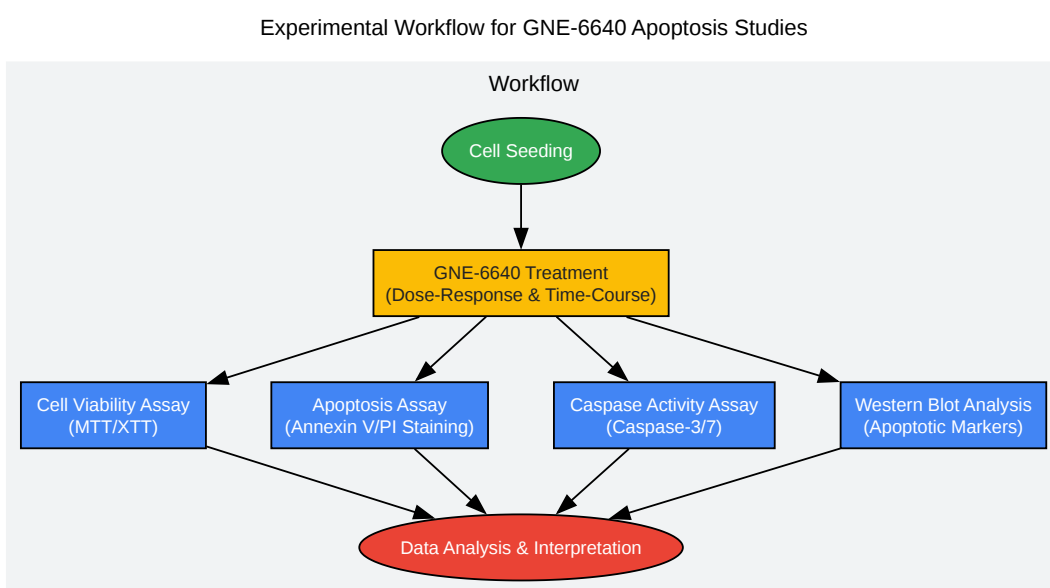 Experimental Workflow for GNE-6640 Apoptosis Studies
Workflow
Cell Seeding
GNE-6640 Treatment
(Dose-Response & Time-Course)
Cell Viability Assay
(MTT/XTT)
Apoptosis Assay
(Annexin V/PI Staining)
Caspase Activity Assay
(Caspase-3/7)
Western Blot Analysis
(Apoptotic Markers)
Data Analysis & Interpretation